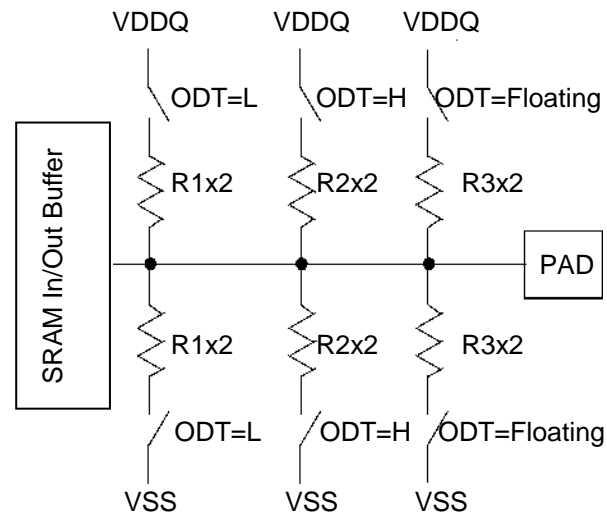 VDDQ VDDQ VDDQ
ODT=L ODT=H ODT=Floating
R1x2 R2x2 R3x2
SRAM In/Out Buffer
PAD
R1x2 R2x2 R3x2
ODT=L ODT=H ODT=Floating
VSS VSS VSS